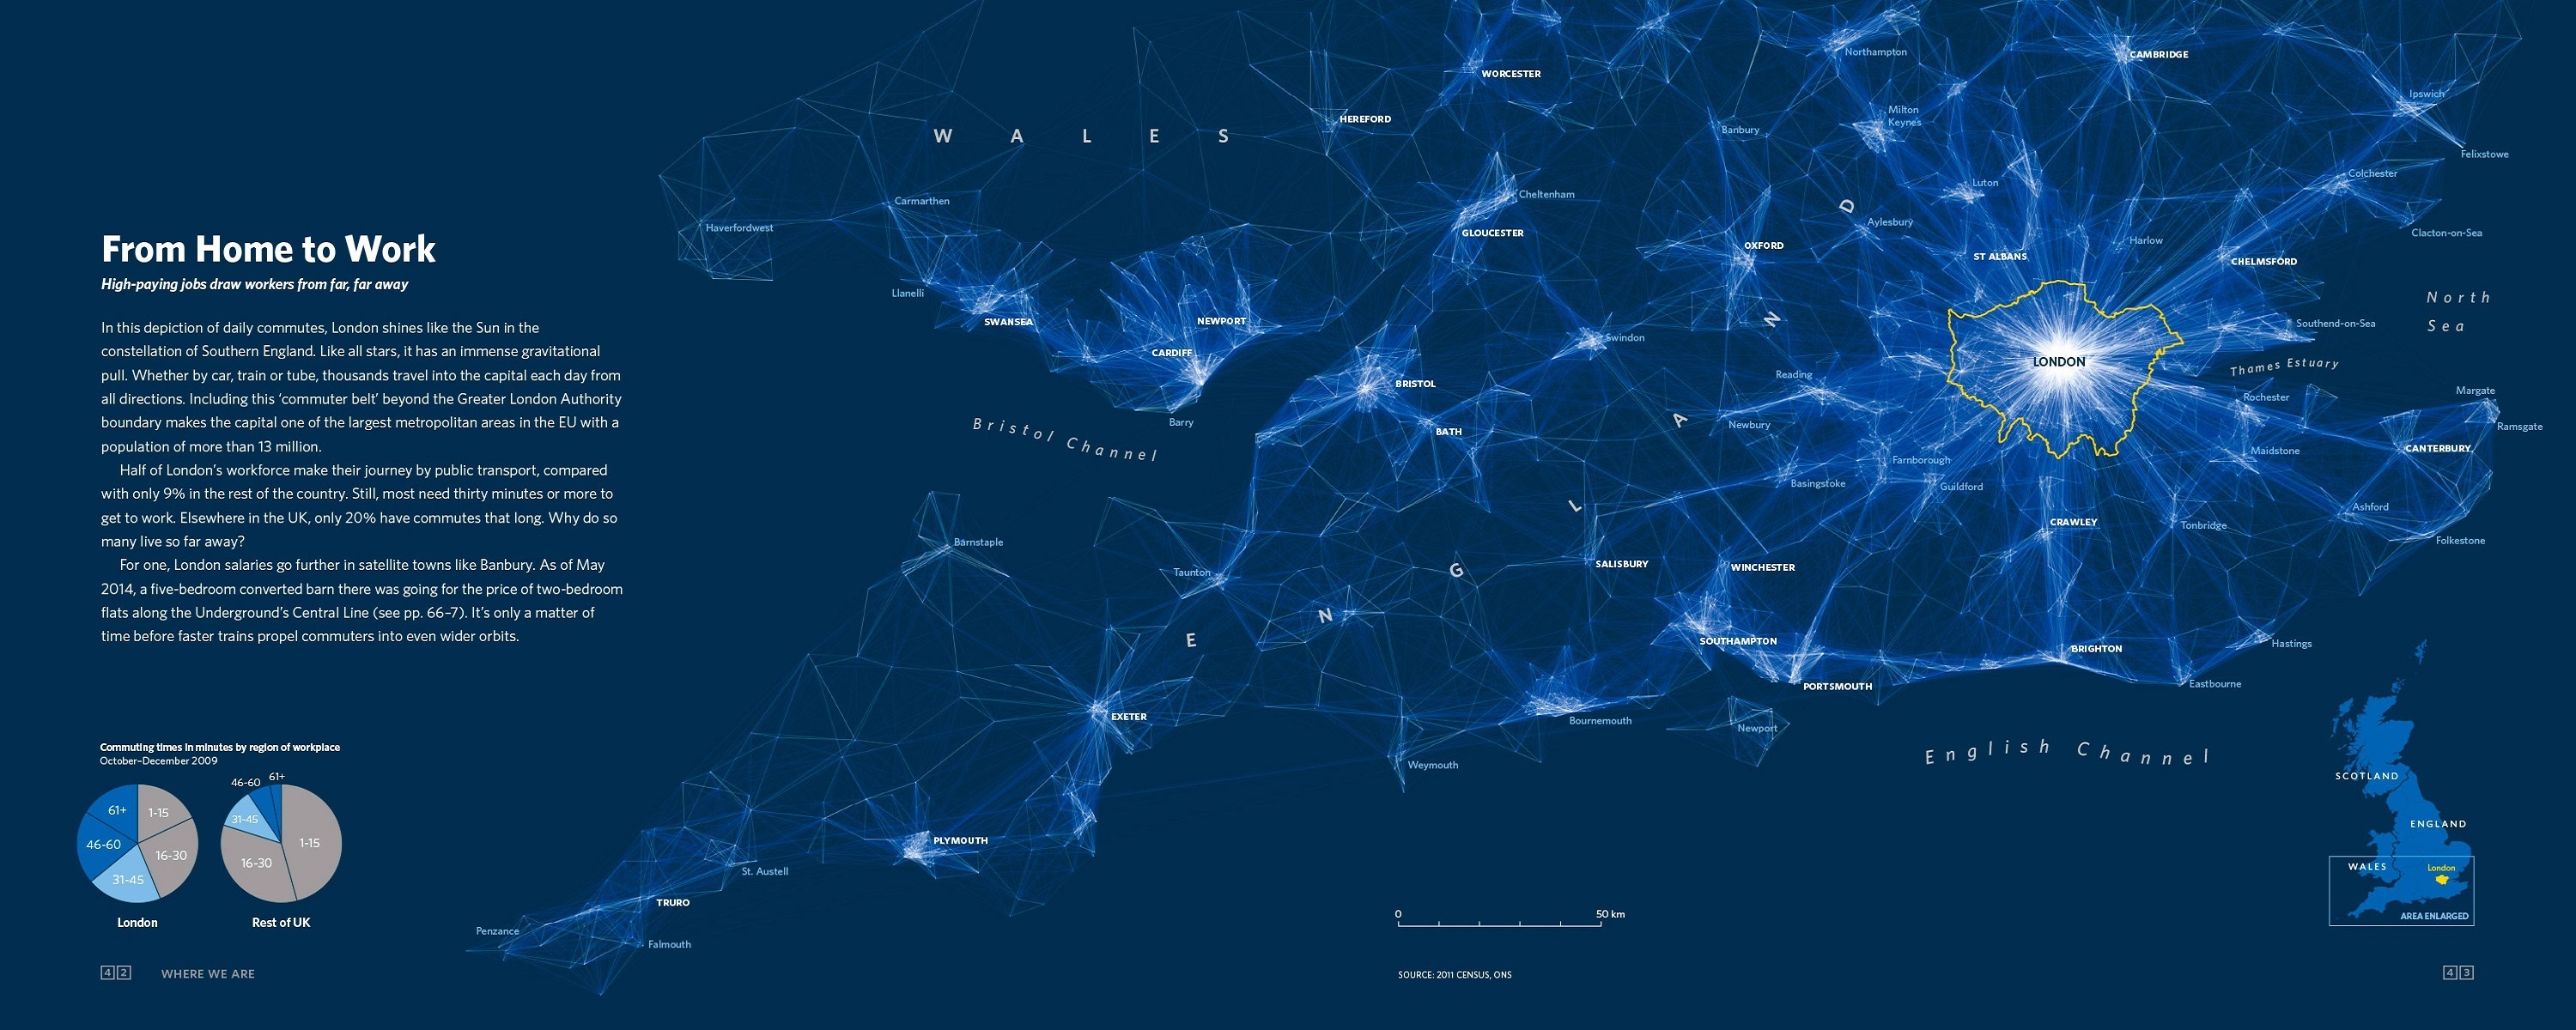 From Home to Work
High-paying jobs draw workers from far, far away
In this depiction of daily commutes, London shines like the Sun in the
constellation of Southern England. Like all stars, it has an immense gravitational
pull. Whether by car, train or tube, thousands travel into the capital each day from
all directions. Including this ‘commuter belt’ beyond the Greater London Authority
boundary makes the capital one of the largest metropolitan areas in the EU with a
population of more than 13 million.
Half of London’s workforce make their journey by public transport, compared
with only 9% in the rest of the country. Still, most need thirty minutes or more to
get to work. Elsewhere in the UK, only 20% have commutes that long. Why do so
many live so far away?
For one, London salaries go further in satellite towns like Banbury. As of May
2014, a five-bedroom converted barn there was going for the price of two-bedroom
flats along the Underground’s Central Line (see pp. 66–7). It’s only a matter of
time before faster trains propel commuters into even wider orbits.
Commuting times in minutes by region of workplace
October–December 2009
61+
1-15
46-60
16-30
31-45
London
46-60
61+
31-45
1-15
16-30
Rest of UK
42
WHERE WE ARE
WALES
ENGLAND
Northampton
CAMBRIDGE
WORCESTER
Ipswich
Milton
Keynes
HEREFORD
Banbury
Felixstowe
Colchester
Luton
Cheltenham
Carmarthen
Aylesbury
Haverfordwest
GLOUCESTER
Clacton-on-Sea
Harlow
OXFORD
ST ALBANS
CHELMSFORD
Llanelli
North
Sea
SWANSEA
NEWPORT
Southend-on-Sea
Swindon
CARDIFF
LONDON
Thames Estuary
Reading
BRISTOL
Margate
Rochester
Barry
Newbury
Ramsgate
BATH
Bristol Channel
CANTERBURY
Maidstone
Farnborough
Basingstoke
Guildford
Ashford
CRAWLEY
Tonbridge
Barnstaple
Folkestone
SALISBURY
WINCHESTER
Taunton
SOUTHAMPTON
Hastings
BRIGHTON
PORTSMOUTH
Eastbourne
EXETER
Bournemouth
Newport
English Channel
Weymouth
PLYMOUTH
St. Austell
TRURO
Penzance
Falmouth
0
50 km
SOURCE: 2011 CENSUS, ONS
SCOTLAND
ENGLAND
WALES
London
AREA ENLARGED
43